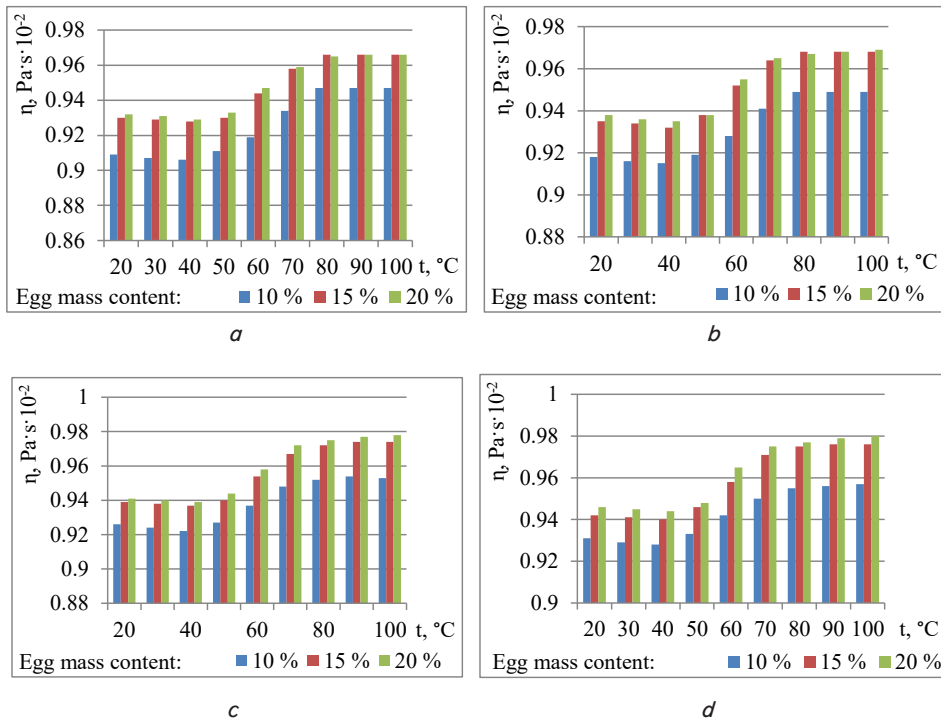 η, Pa·s·10⁻²
0.98
0.96
0.94
0.92
0.9
0.88
0.86
20 30 40 50 60 70 80 90 100 t, °C
Egg mass content: 10 % 15 % 20 %
a
η, Pa·s·10⁻²
0.98
0.96
0.94
0.92
0.9
0.88
20 40 60 80 100 t, °C
Egg mass content: 10 % 15 % 20 %
b
η, Pa·s·10⁻²
1
0.98
0.96
0.94
0.92
0.9
0.88
20 40 60 80 100 t, °C
Egg mass content: 10 % 15 % 20 %
c
η, Pa·s·10⁻²
1
0.98
0.96
0.94
0.92
0.9
20 30 40 50 60 70 80 90 100 t, °C
Egg mass content: 10 % 15 % 20 %
d